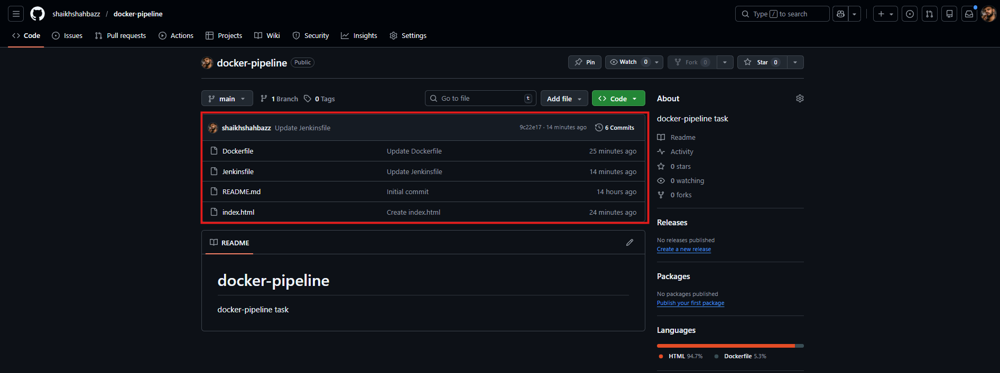 shaikhshahbazz / docker-pipeline
Type / to search
Code Issues Pull requests Actions Projects Wiki Security Insights Settings
docker-pipeline Public
Pin Watch 0 Fork 0 Star 0
main 1 Branch 0 Tags
Go to file t Add file Code
shaikhshahbazz Update Jenkinsfile 9c22e17 · 14 minutes ago 6 Commits
Dockerfile Update Dockerfile 25 minutes ago
Jenkinsfile Update Jenkinsfile 14 minutes ago
README.md Initial commit 14 hours ago
index.html Create index.html 24 minutes ago
README
docker-pipeline
docker-pipeline task
About
docker-pipeline task
Readme
Activity
0 stars
0 watching
0 forks
Releases
No releases published
Create a new release
Packages
No packages published
Publish your first package
Languages
HTML 94.7% Dockerfile 5.3%